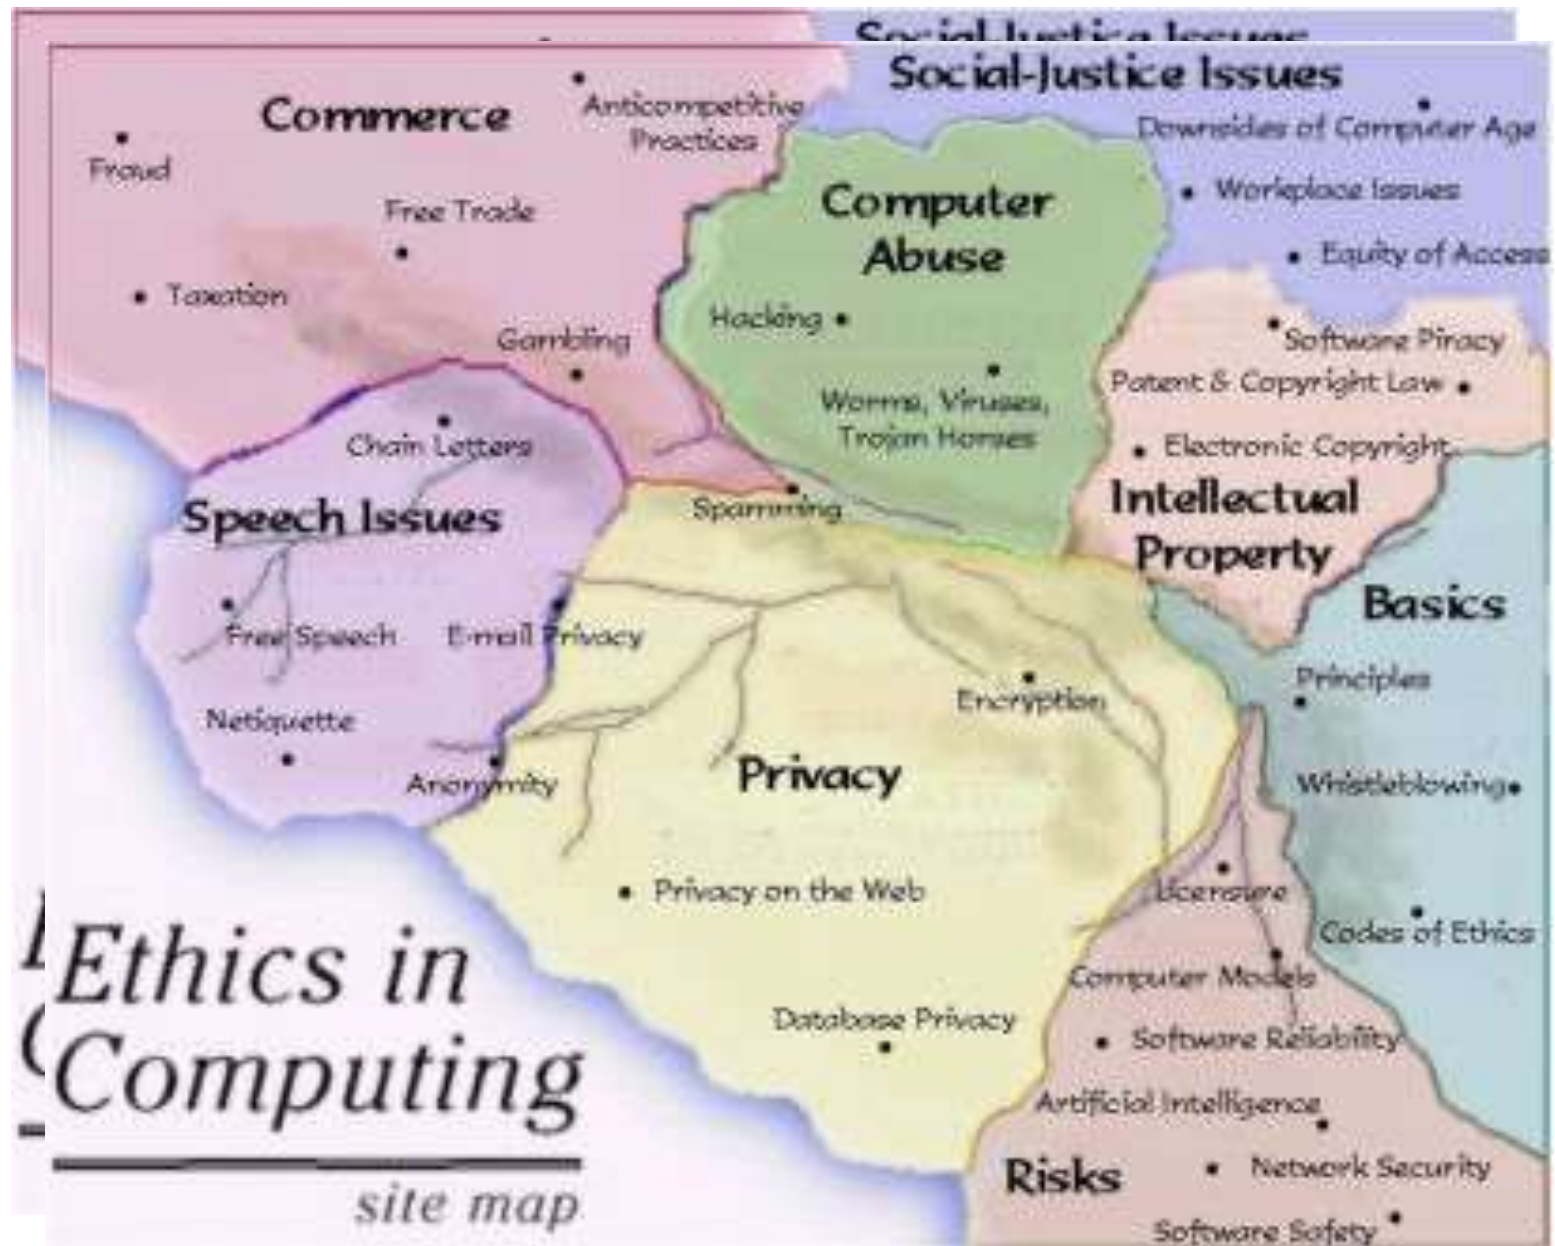 Social-Justice Issues
Social-Justice Issues
Commerce
Anticompetitive
Practices
Fraud
Free Trade
Taxation
Gambling
Downsides of Computer Age
Workplace Issues
Equity of Access
Computer
Abuse
Hacking
Worms, Viruses,
Trojan Horses
Software Piracy
Patent & Copyright Law
Electronic Copyright
Intellectual
Property
Chain Letters
Speech Issues
Spamming
Free Speech
E-mail Privacy
Netiquette
Anonymity
Basics
Principles
Whistleblowing
Codes of Ethics
Encryption
Privacy
Privacy on the Web
Database Privacy
Licensure
Computer Models
Software Reliability
Artificial Intelligence
Risks
Network Security
Software Safety
Ethics in
Computing
site map